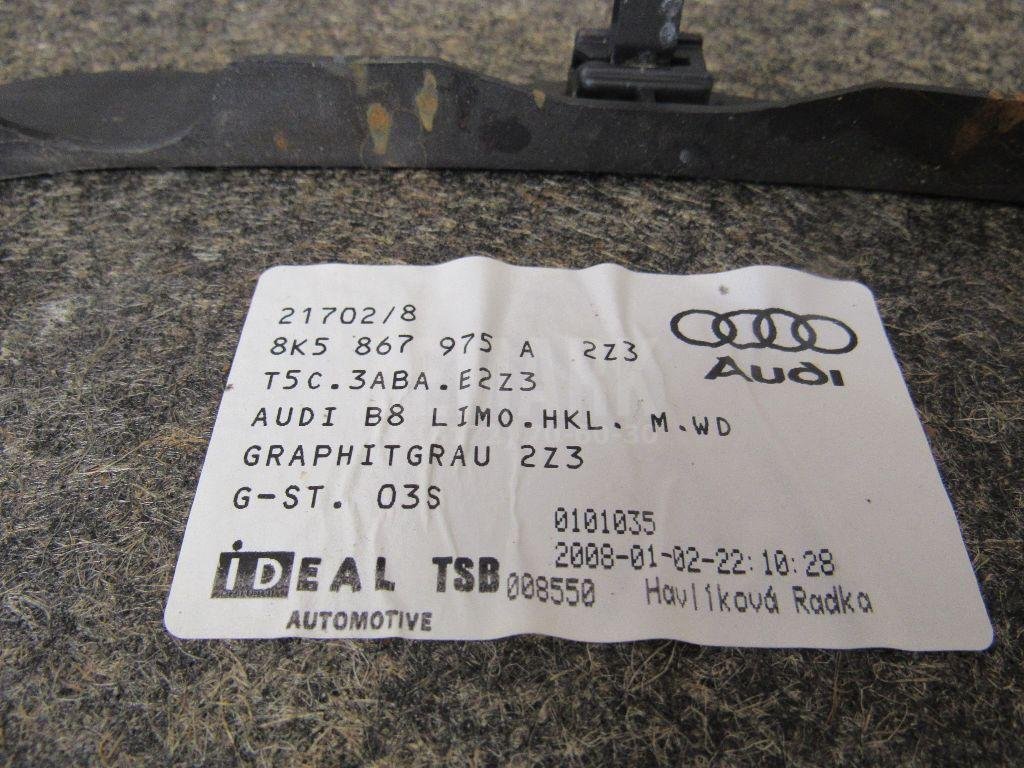 21702/8
8K5 867 975 A 2Z3
Audi
T5C.3ABA.E2Z3
AUDI B8 LIMO.HKL. M.WD
GRAPHITGRAU 2Z3
G-ST. 03S
0101035
2008-01-02-22:10:28
iDEAL TSB 008550 Havlíková Radka
AUTOMOTIVE